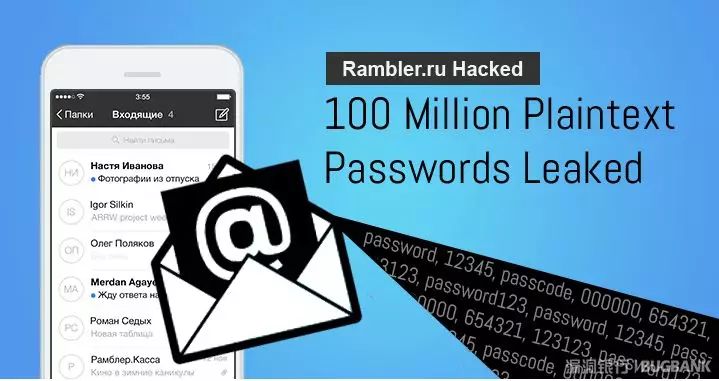 Rambler.ru Hacked
100 Million Plaintext
Passwords Leaked
3:55
Папки
Входящие 4
Найти письма
НИ
Настя Иванова
Фотографии из отпуска
IS
Igor Silkin
ARRW project
ОП
Олег Поляков
MA
Merdan Agayev
Жду ответа на
РС
Роман Седых
Новая таблица
РК
Рамблер.Касса
Кино в зимние каникулы
@
password, 12345, passcode, 000000, 654321,
3123, password123, password, 12345, pass
000000, 654321, 123123
passcode, 0000
漏洞银行 BUGBANK